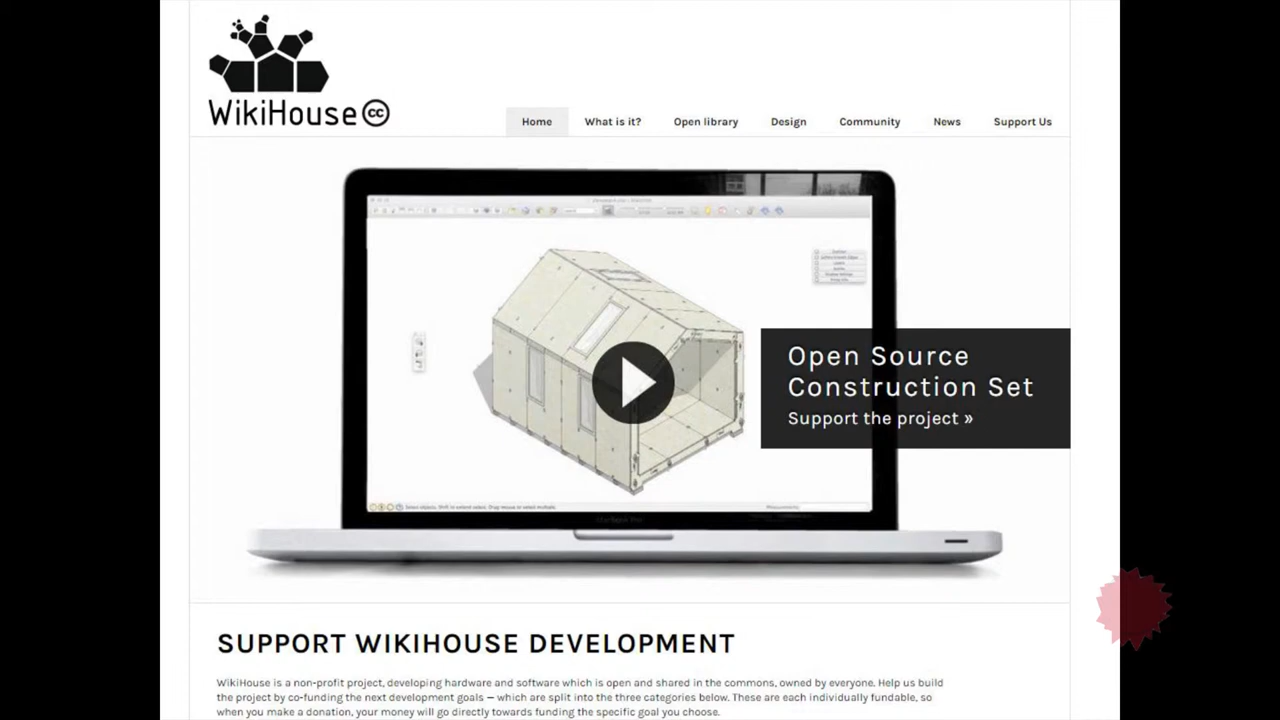 WikiHouse cc
Home What is it? Open library Design Community News Support Us
Open Source
Construction Set
Support the project »
SUPPORT WIKIHOUSE DEVELOPMENT
WikiHouse is a non-profit project, developing hardware and software which is open and shared in the commons, owned by everyone. Help us build
the project by co-funding the next development goals — which are split into the three categories below. These are each individually fundable, so
when you make a donation, your money will go directly towards funding the specific goal you choose.